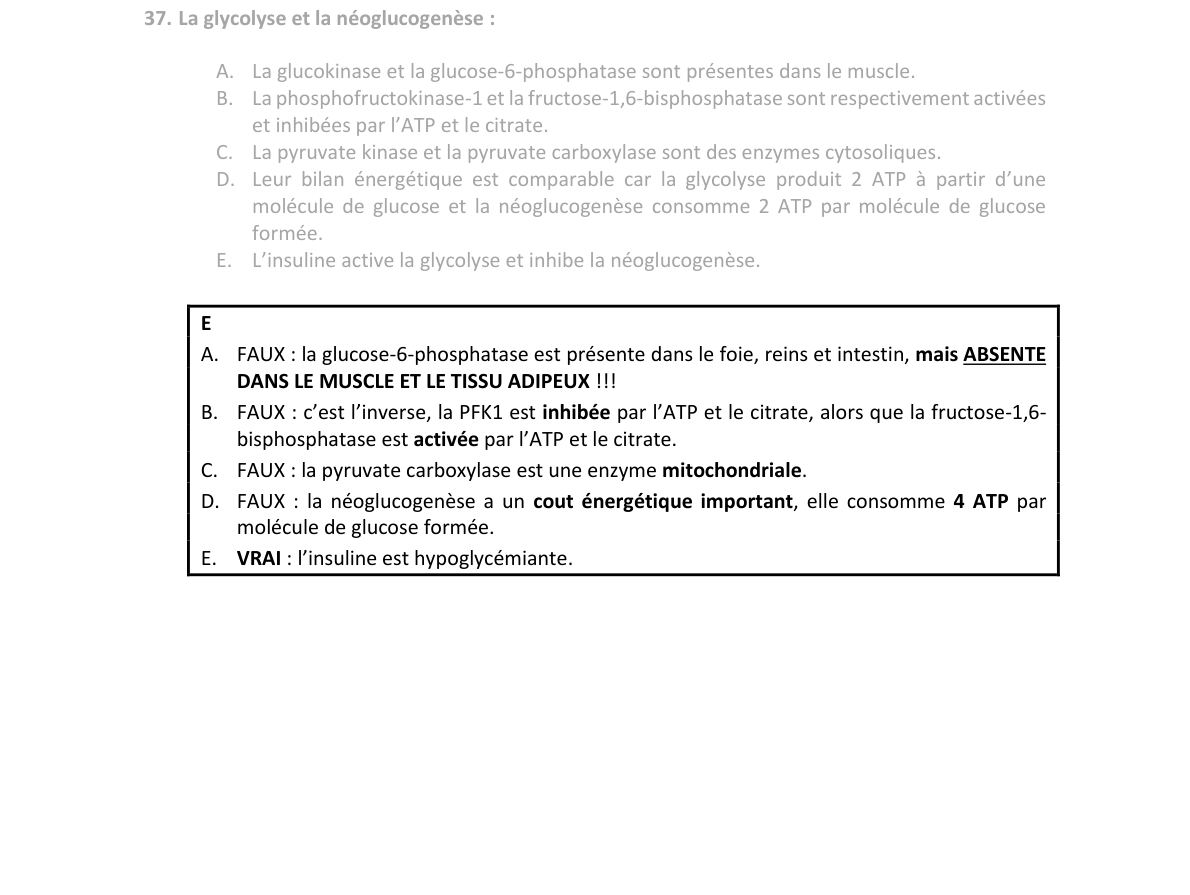 37. La glycolyse et la néoglucogenèse :
A. La glucokinase et la glucose-6-phosphatase sont présentes dans le muscle.
B. La phosphofructokinase-1 et la fructose-1,6-bisphosphatase sont respectivement activées
et inhibées par l’ATP et le citrate.
C. La pyruvate kinase et la pyruvate carboxylase sont des enzymes cytosoliques.
D. Leur bilan énergétique est comparable car la glycolyse produit 2 ATP à partir d’une
molécule de glucose et la néoglucogenèse consomme 2 ATP par molécule de glucose
formée.
E. L’insuline active la glycolyse et inhibe la néoglucogenèse.
E
A. FAUX : la glucose-6-phosphatase est présente dans le foie, reins et intestin, mais ABSENTE
DANS LE MUSCLE ET LE TISSU ADIPEUX !!!
B. FAUX : c’est l’inverse, la PFK1 est inhibée par l’ATP et le citrate, alors que la fructose-1,6-
bisphosphatase est activée par l’ATP et le citrate.
C. FAUX : la pyruvate carboxylase est une enzyme mitochondriale.
D. FAUX : la néoglucogenèse a un cout énergétique important, elle consomme 4 ATP par
molécule de glucose formée.
E. VRAI : l’insuline est hypoglycémiante.